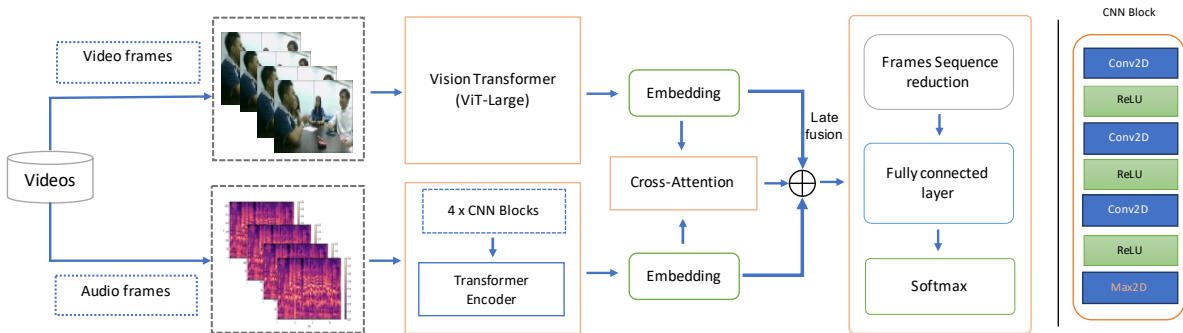 Video frames
Videos
Audio frames
Vision Transformer
(ViT-Large)
4 x CNN Blocks
Transformer
Encoder
Embedding
Cross-Attention
Embedding
Late
fusion
Frames Sequence
reduction
Fully connected
layer
Softmax
CNN Block
Conv2D
ReLU
Conv2D
ReLU
Conv2D
ReLU
Max2D